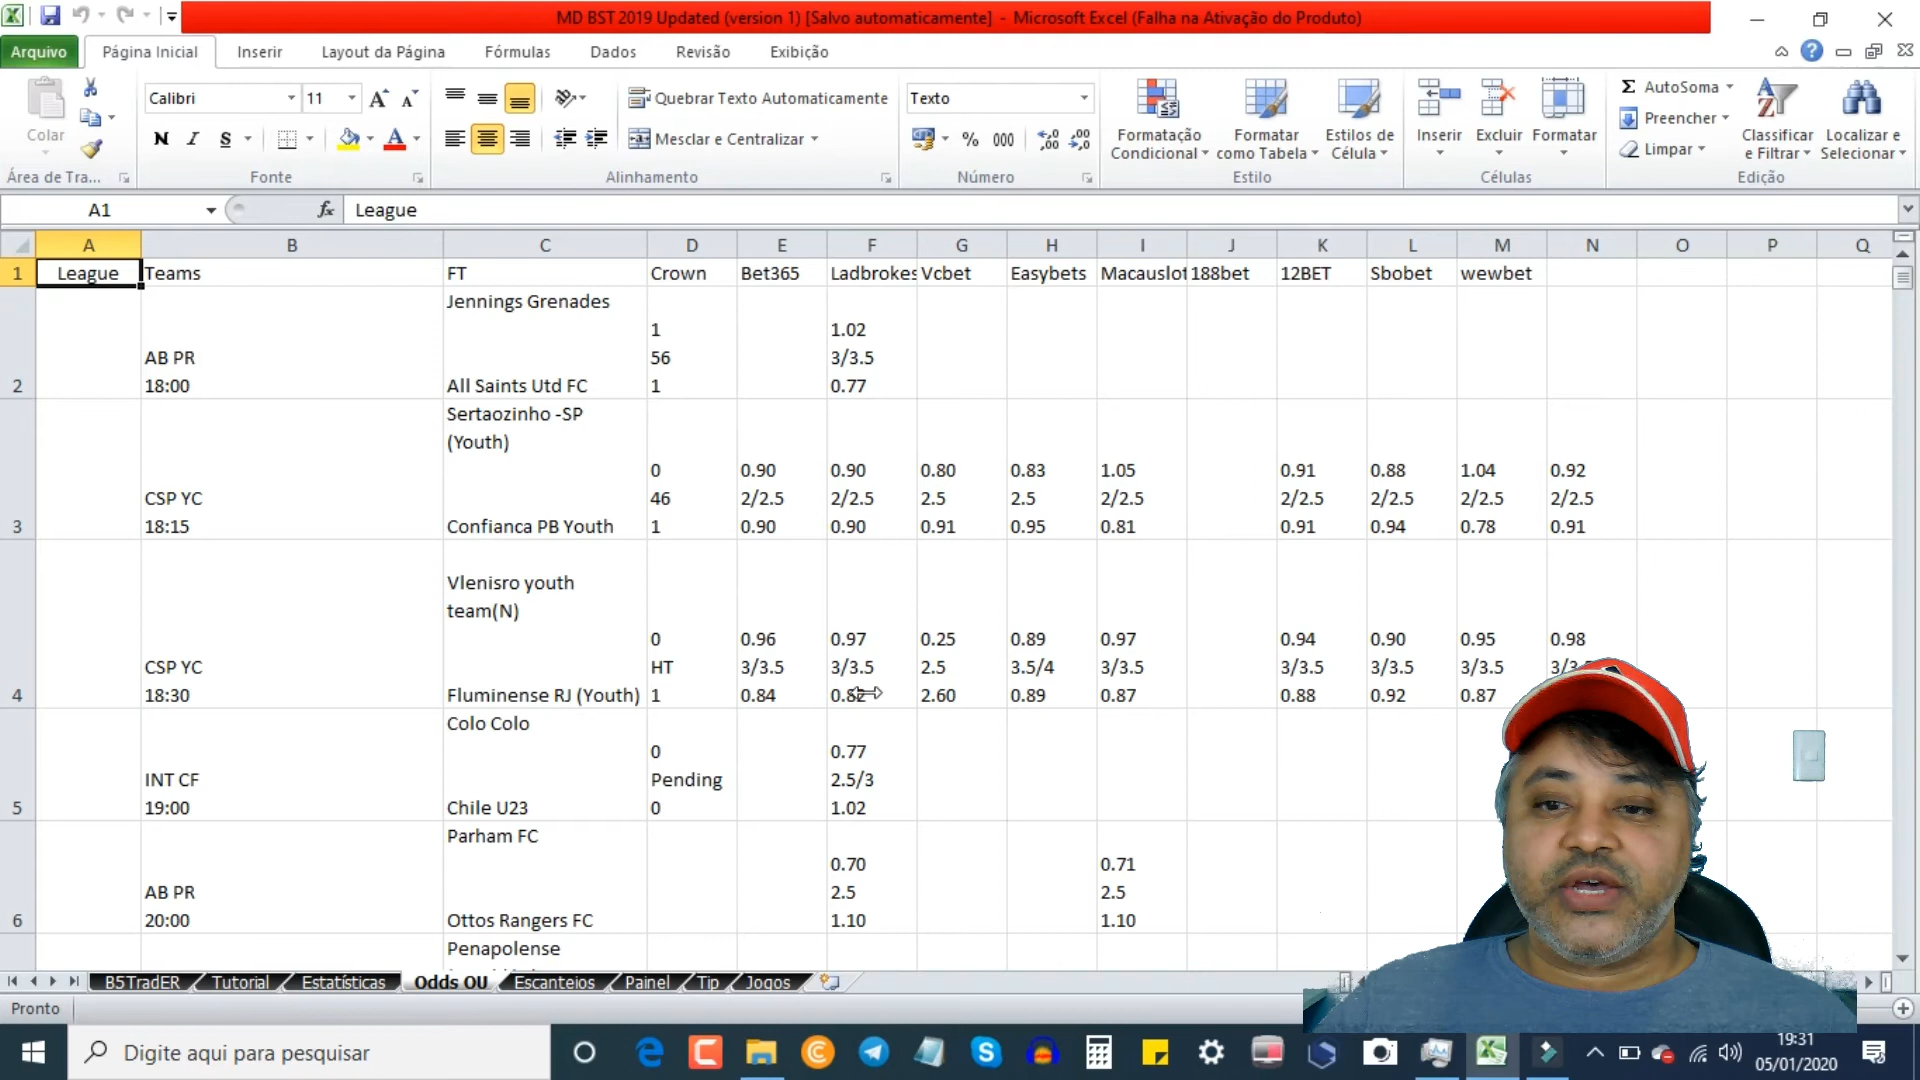 MD BST 2019 Updated (version 1) [Salvo automaticamente] - Microsoft Excel (Falha na Ativação do Produto)
Arquivo Página Inicial Inserir Layout da Página Fórmulas Dados Revisão Exibição
Calibri 11 Quebrar Texto Automaticamente Texto AutoSoma
Colar N I S A Mesclar e Centralizar % 000 Formatação Condicional Formatar como Tabela Estilos de Célula Inserir Excluir Formatar Preencher Limpar Classificar e Filtrar Localizar e Selecionar
Área de Tra... Fonte Alinhamento Número Estilo Células Edição
A1 fx League
A B C D E F G H I J K L M N O P Q
1 League Teams FT Crown Bet365 Ladbrokes Vcbet Easybets Macauslot 188bet 12BET Sbobet wewbet
Jennings Grenades
1 1.02
AB PR 56 3/3.5
2 18:00 All Saints Utd FC 1 0.77
Sertaozinho -SP
(Youth)
0 0.90 0.90 0.80 0.83 1.05 0.91 0.88 1.04 0.92
CSP YC 46 2/2.5 2/2.5 2.5 2.5 2/2.5 2/2.5 2/2.5 2/2.5 2/2.5
3 18:15 Confianca PB Youth 1 0.90 0.90 0.91 0.95 0.81 0.91 0.94 0.78 0.91
Vlenisro youth
team(N)
0 0.96 0.97 0.25 0.89 0.97 0.94 0.90 0.95 0.98
CSP YC HT 3/3.5 3/3.5 2.5 3.5/4 3/3.5 3/3.5 3/3.5 3/3.5
4 18:30 Fluminense RJ (Youth) 1 0.84 2.60 0.89 0.87 0.88 0.92 0.87
Colo Colo
0 0.77
INT CF Pending 2.5/3
5 19:00 Chile U23 0 1.02
Parham FC
0.70 0.71
AB PR 2.5 2.5
6 20:00 Ottos Rangers FC 1.10 1.10
Penapolense
B5TradER Tutorial Estatísticas Odds OU Escanteios Painel Tip Jogos
Pronto
Digite aqui para pesquisar
19:31
05/01/2020